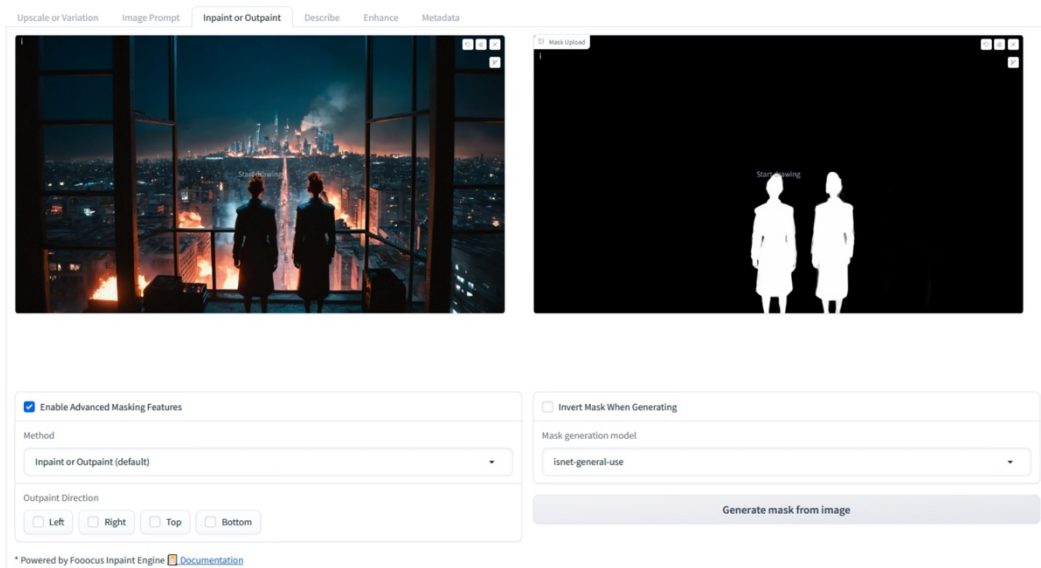 Upscale or Variation Image Prompt Inpaint or Outpaint Describe Enhance Metadata
Mask Upload
Start drawing
Start drawing
Enable Advanced Masking Features
Invert Mask When Generating
Method
Mask generation model
Inpaint or Outpaint (default)
isnet-general-use
Outpaint Direction
Left Right Top Bottom
Generate mask from image
* Powered by Fooocus Inpaint Engine Documentation